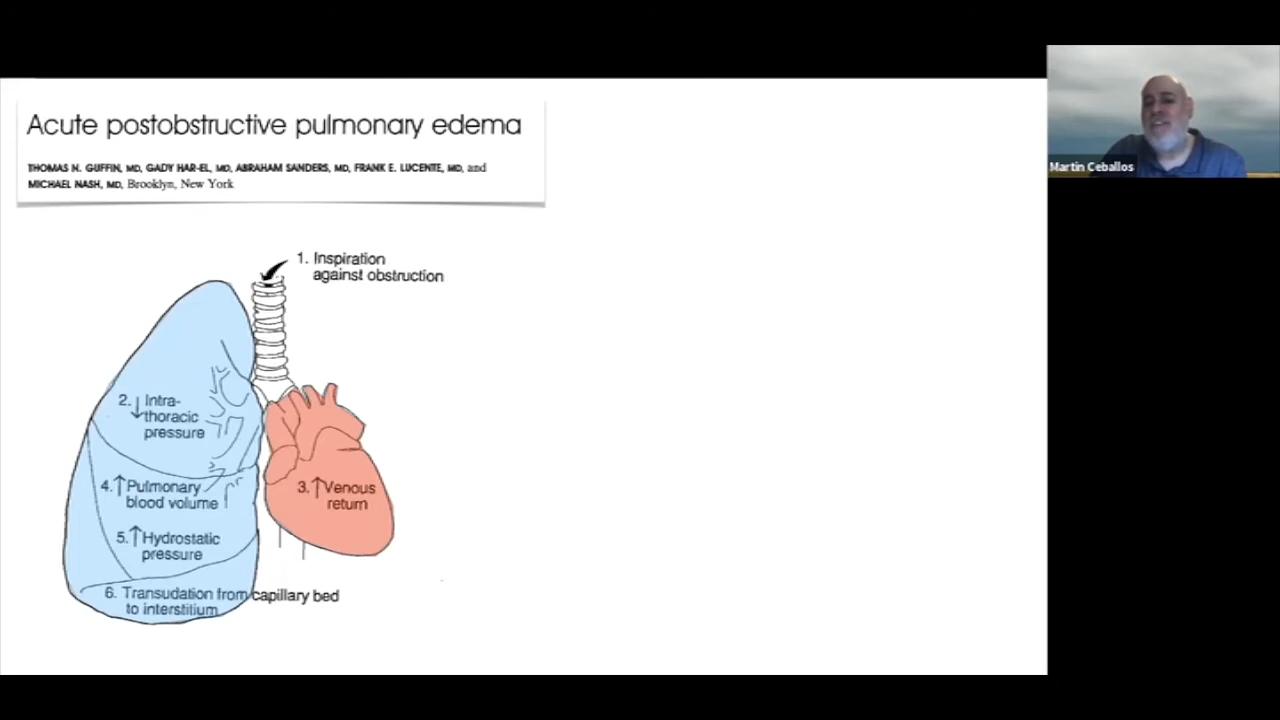 Acute postobstructive pulmonary edema
THOMAS N. GUFFIN, MD, GADY HAR-EL, MD, ABRAHAM SANDERS, MD, FRANK E. LUCENTE, MD, and
MICHAEL NASH, MD, Brooklyn, New York
1. Inspiration
against obstruction
2. ↓ Intra-
thoracic
pressure
4. ↑ Pulmonary
blood volume
3. ↑ Venous
return
5. ↑ Hydrostatic
pressure
6. Transudation from capillary bed
to interstitium
Martin Ceballos